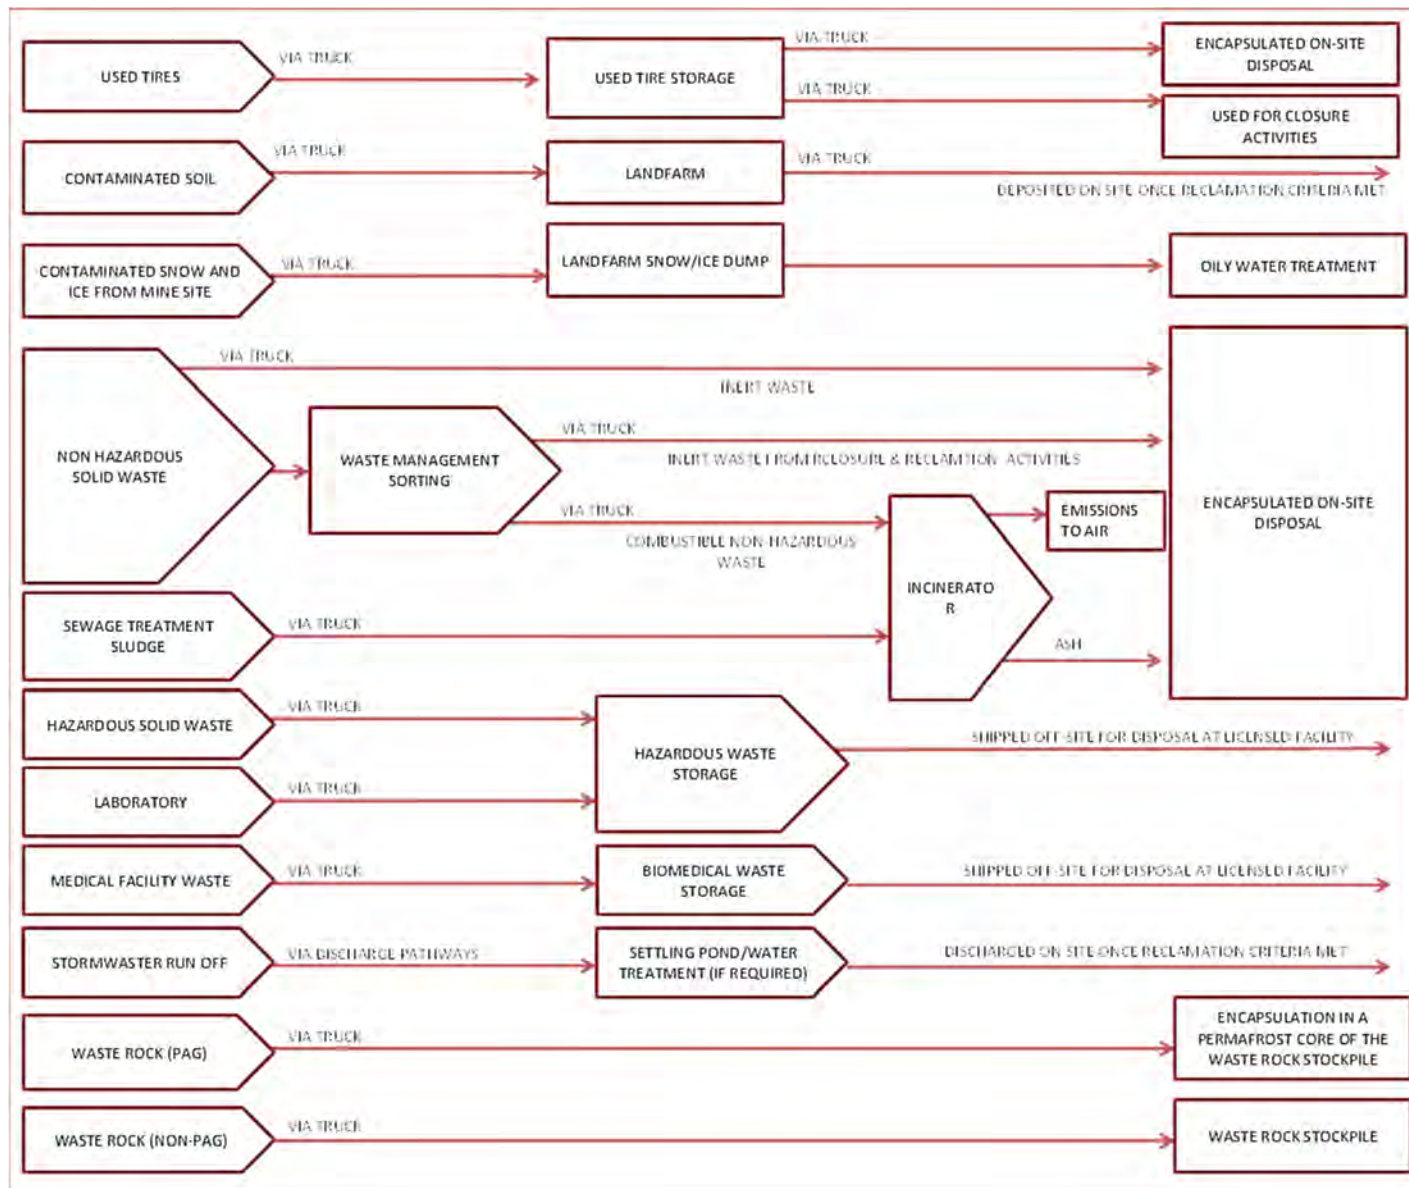 USED TIRES
VIA TRUCK
USED TIRE STORAGE
VIA TRUCK
ENCAPSULATED ON-SITE
DISPOSAL
VIA TRUCK
USED FOR CLOSURE
ACTIVITIES
CONTAMINATED SOIL
VIA TRUCK
LANDFARM
VIA TRUCK
DEPOSITED ON SITE ONCE RECLAMATION CRITERIA MET
CONTAMINATED SNOW AND
ICE FROM MINE SITE
VIA TRUCK
LANDFARM SNOW/ICE DUMP
OILY WATER TREATMENT
NON HAZARDOUS
SOLID WASTE
VIA TRUCK
INERT WASTE
WASTE MANAGEMENT
SORTING
VIA TRUCK
INERT WASTE FROM RCLOSURE & RECLAMTION ACTIVITIES
VIA TRUCK
COMBUSTIBLE NON-HAZARDOUS
WASTE
INCINERATO
R
EMISSIONS
TO AIR
ASH
ENCAPSULATED ON-SITE
DISPOSAL
SEWAGE TREATMENT
SLUDGE
VIA TRUCK
HAZARDOUS SOLID WASTE
VIA TRUCK
HAZARDOUS WASTE
STORAGE
SHIPPED OFF-SITE FOR DISPOSAL AT LICENSED FACILITY
LABORATORY
VIA TRUCK
MEDICAL FACILITY WASTE
VIA TRUCK
BIOMEDICAL WASTE
STORAGE
SHIPPED OFF-SITE FOR DISPOSAL AT LICENSED FACILITY
STORMWASTER RUN OFF
VIA DISCHARGE PATHWAYS
SETTLING POND/WATER
TREATMENT (IF REQUIRED)
DISCHARGED ON SITE ONCE RECLAMATION CRITERIA MET
WASTE ROCK (PAG)
VIA TRUCK
ENCAPSULATION IN A
PERMAFROST CORE OF THE
WASTE ROCK STOCKPILE
WASTE ROCK (NON-PAG)
VIA TRUCK
WASTE ROCK STOCKPILE